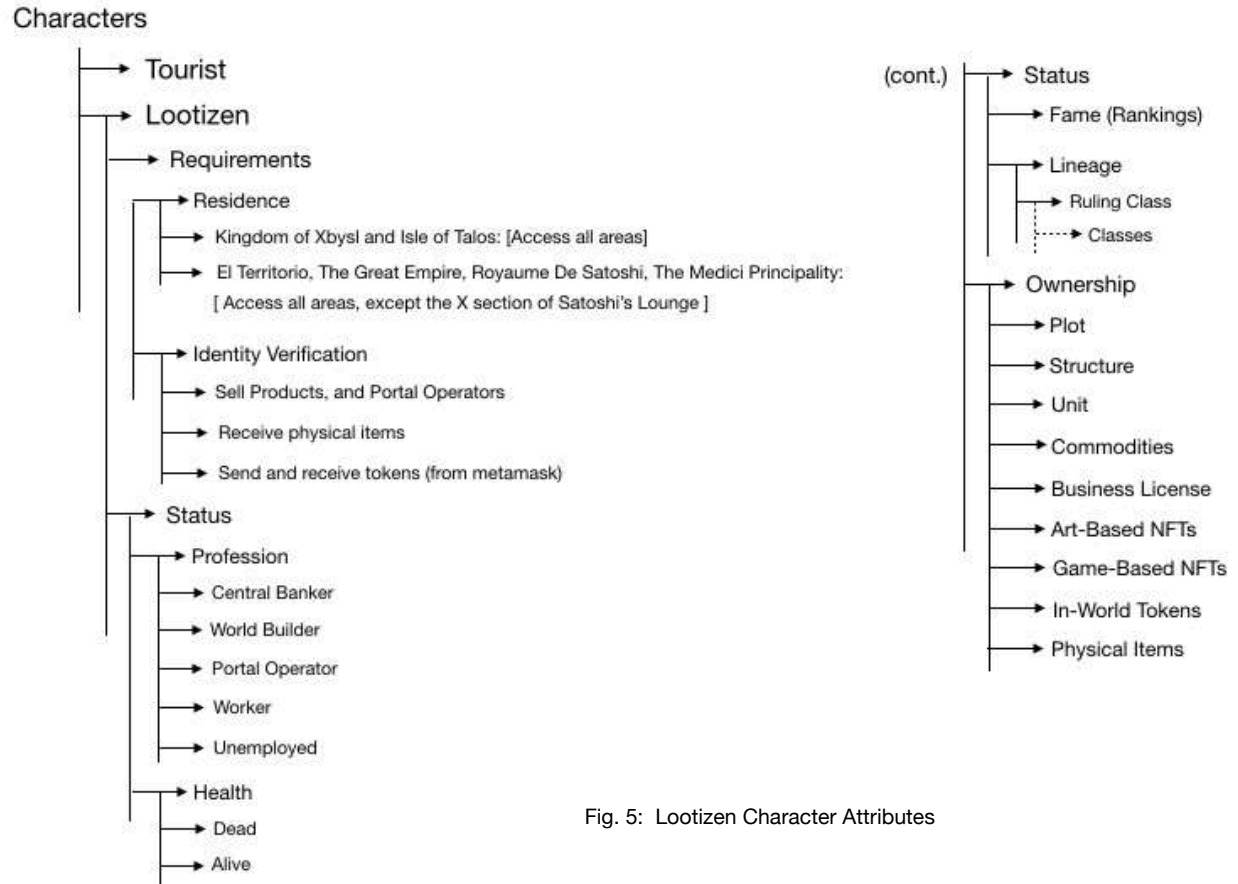 Characters
Tourist
Lootizen
Requirements
Residence
Kingdom of Xbysl and Isle of Talos: [Access all areas]
El Territorio, The Great Empire, Royaume De Satoshi, The Medici Principality:
[ Access all areas, except the X section of Satoshi's Lounge ]
Identity Verification
Sell Products, and Portal Operators
Receive physical items
Send and receive tokens (from metamask)
Status
Profession
Central Banker
World Builder
Portal Operator
Worker
Unemployed
Health
Dead
Alive
(cont.)
Status
Fame (Rankings)
Lineage
Ruling Class
Classes
Ownership
Plot
Structure
Unit
Commodities
Business License
Art-Based NFTs
Game-Based NFTs
In-World Tokens
Physical Items
Fig. 5: Lootizen Character Attributes